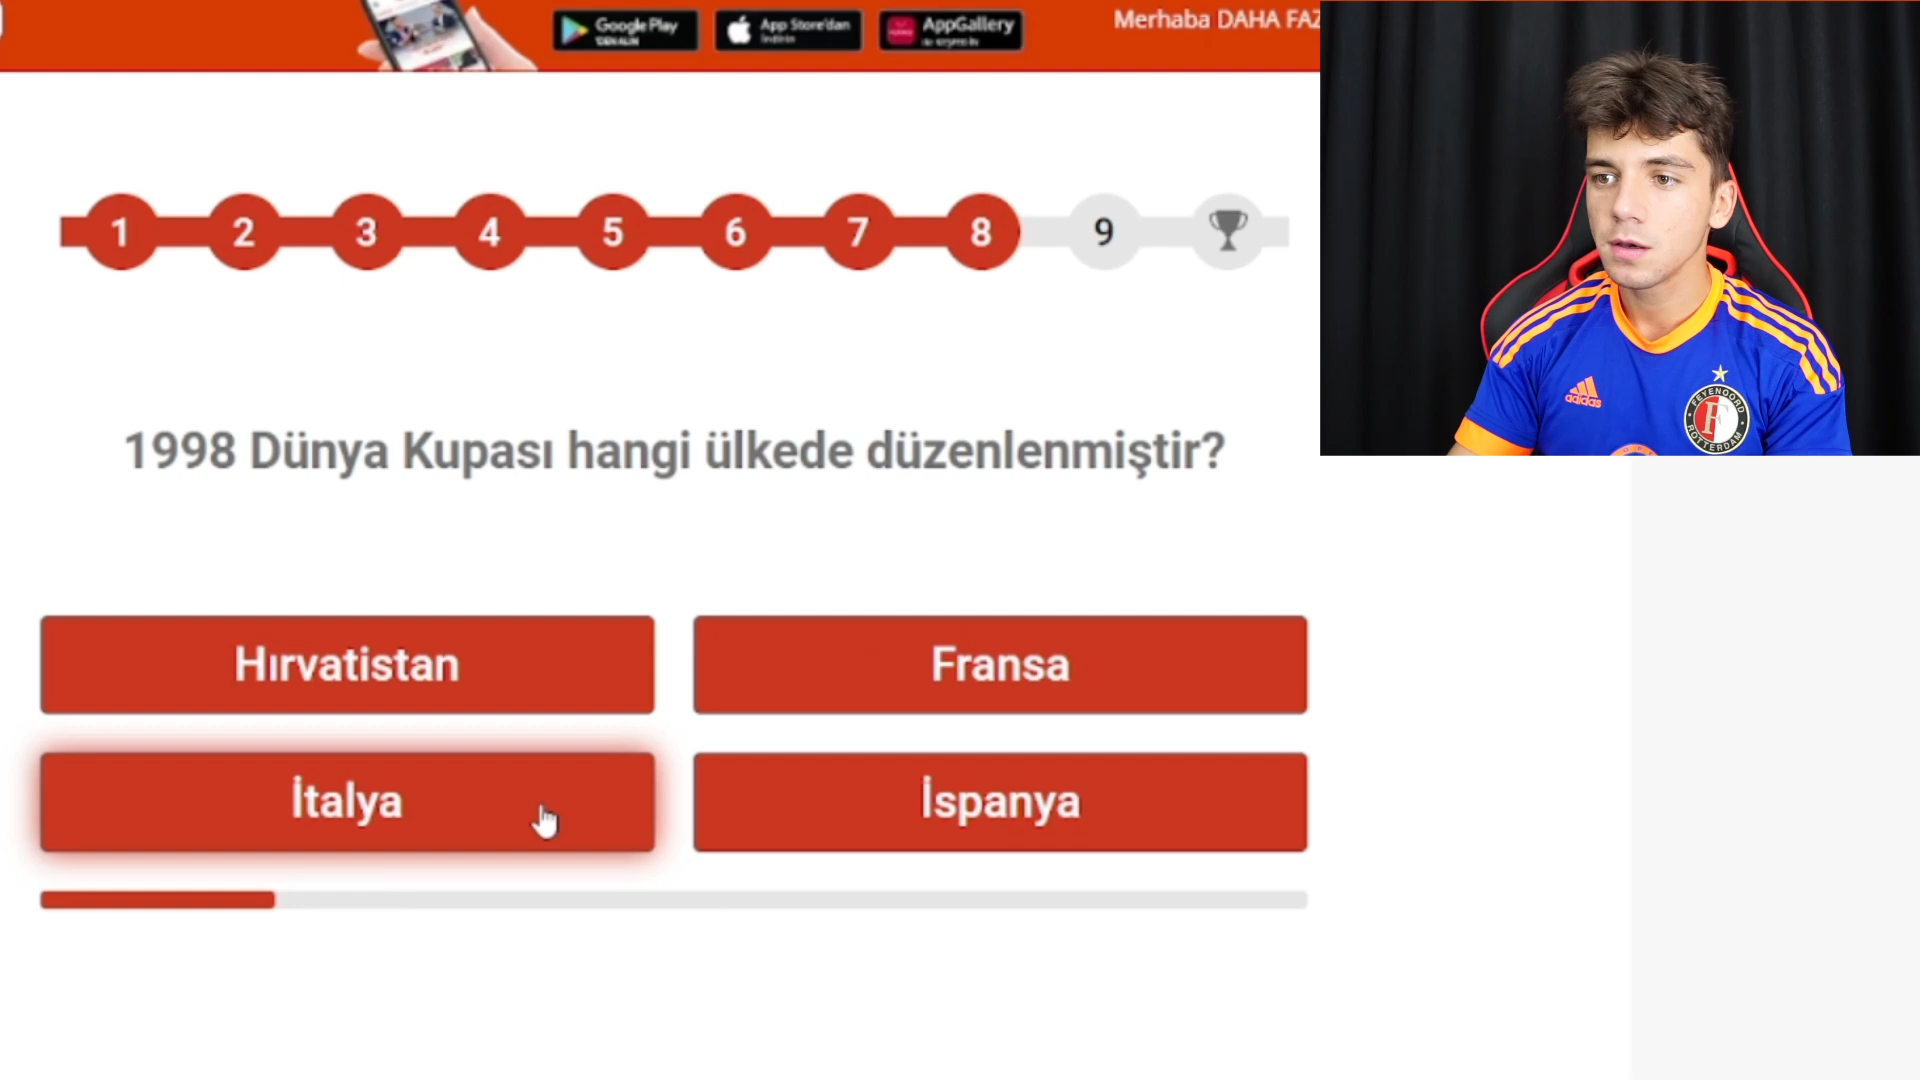 Google Play
App Store'dan
AppGallery
Merhaba DAHA FAZ
1 2 3 4 5 6 7 8 9
1998 Dünya Kupası hangi ülkede düzenlenmiştir?
Hırvatistan
Fransa
İtalya
İspanya
adidas
FEYENOORD
ROTTERDAM